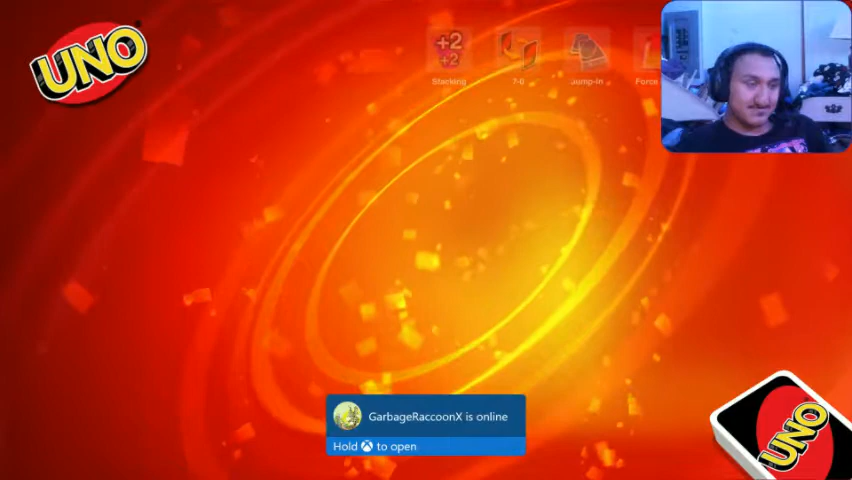 UNO
+2
+2
Stacking
7-0
Jump-In
Force
GarbageRaccoonX is online
Hold X to open
UNO